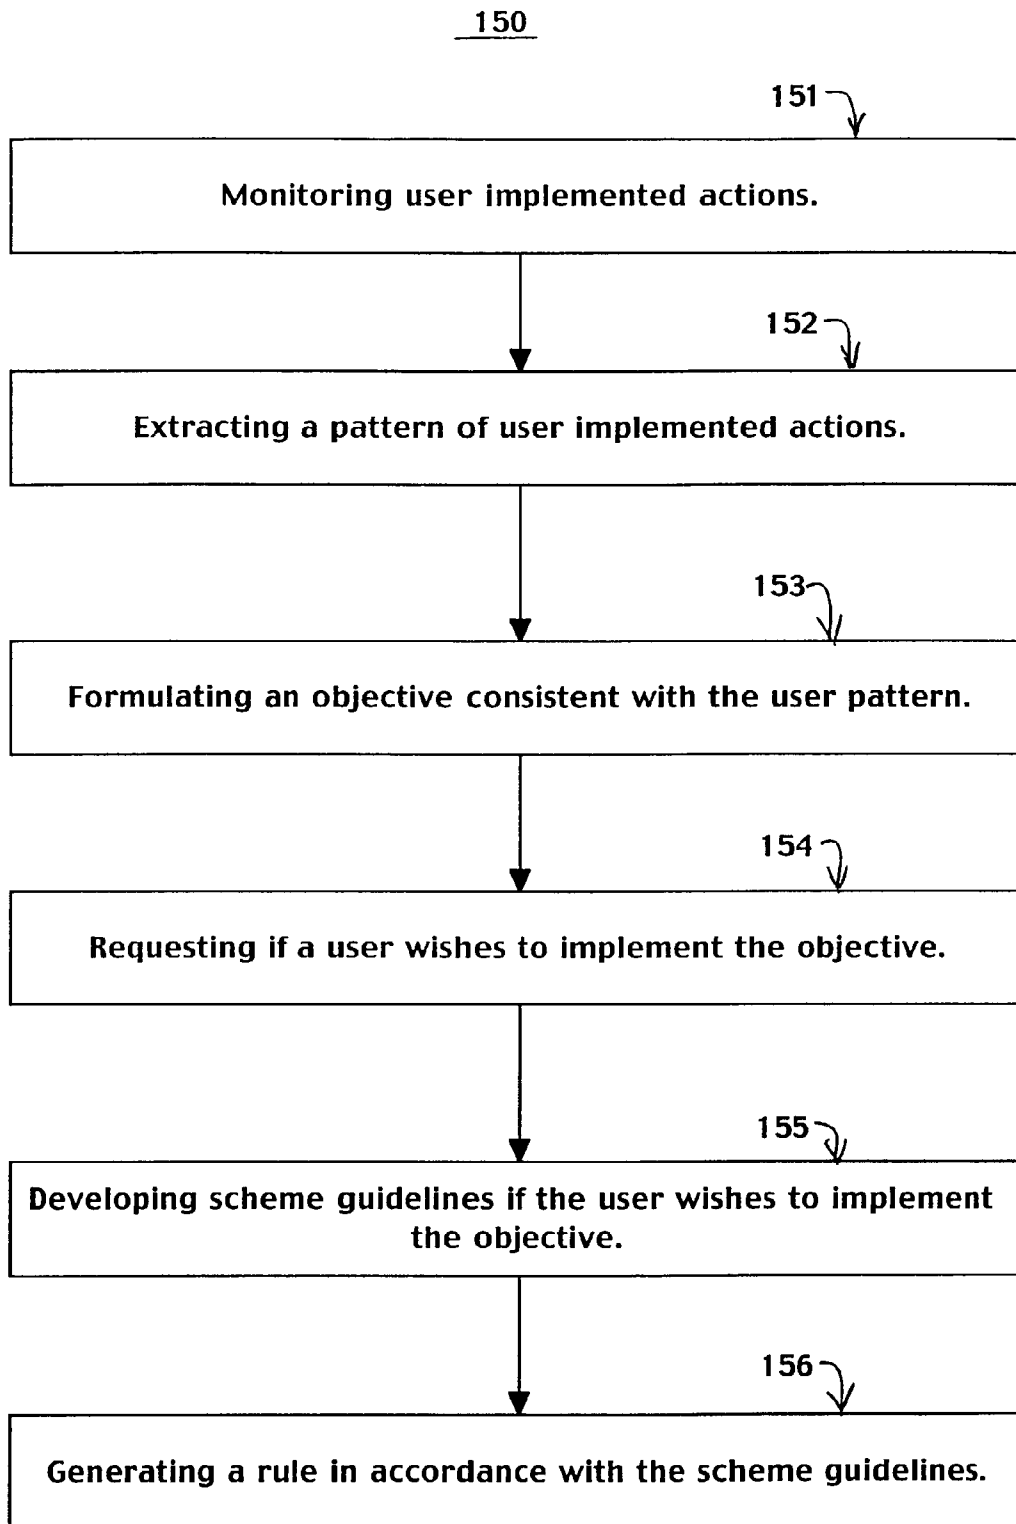 150
151
Monitoring user implemented actions.
152
Extracting a pattern of user implemented actions.
153
Formulating an objective consistent with the user pattern.
154
Requesting if a user wishes to implement the objective.
155
Developing scheme guidelines if the user wishes to implement
the objective.
156
Generating a rule in accordance with the scheme guidelines.